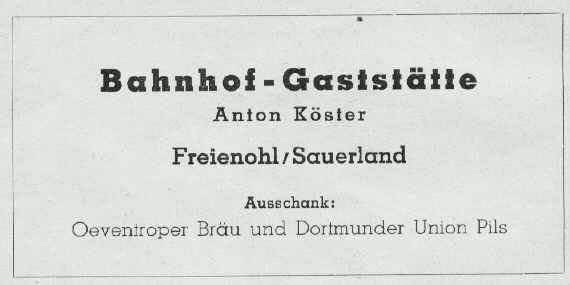 Bahnhof-Gaststätte
Anton Köster
Freienohl/Sauerland
Ausschank:
Oeventroper Bräu und Dortmunder Union Pils